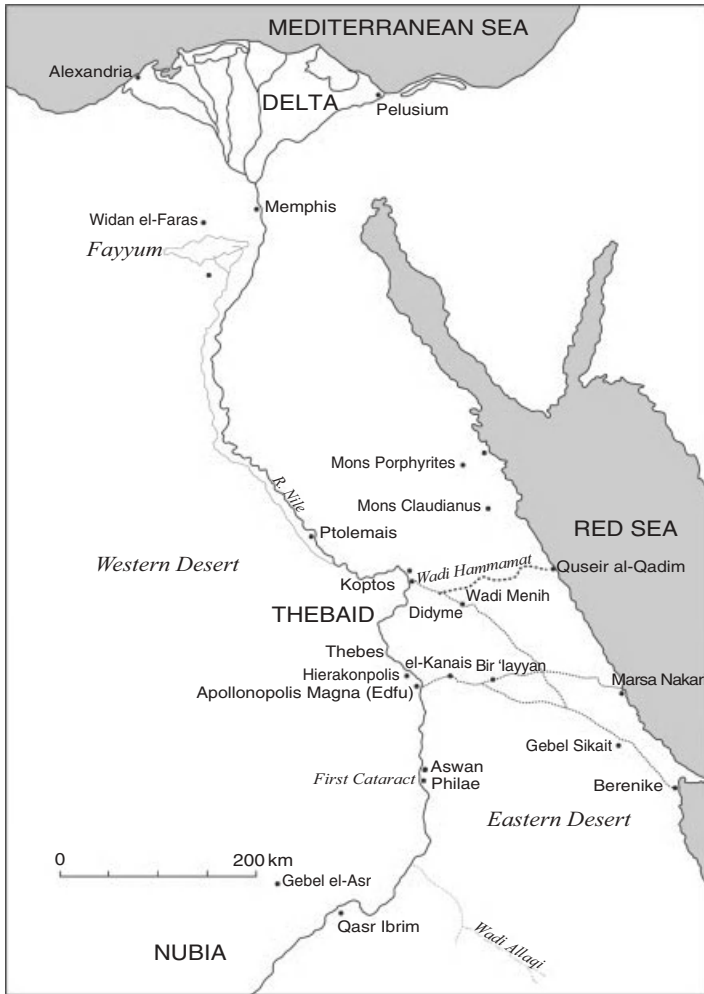 MEDITERRANEAN SEA
Alexandria
DELTA
Pelusium
Memphis
Widan el-Faras
Fayyum
Mons Porphyrites
R. Nile
Mons Claudianus
Ptolemais
RED SEA
Western Desert
Wadi Hammamat
Quseir al-Qadim
Koptos
Wadi Menih
THEBAID
Didyme
Thebes
el-Kanais
Bir ‘layyan
Hierakonpolis
Marsa Nakari
Apollonopolis Magna (Edfu)
Gebel Sikait
Aswan
First Cataract
Philae
Berenike
Eastern Desert
0
200 km
Gebel el-Asr
Qasr Ibrim
Wadi Allaqi
NUBIA